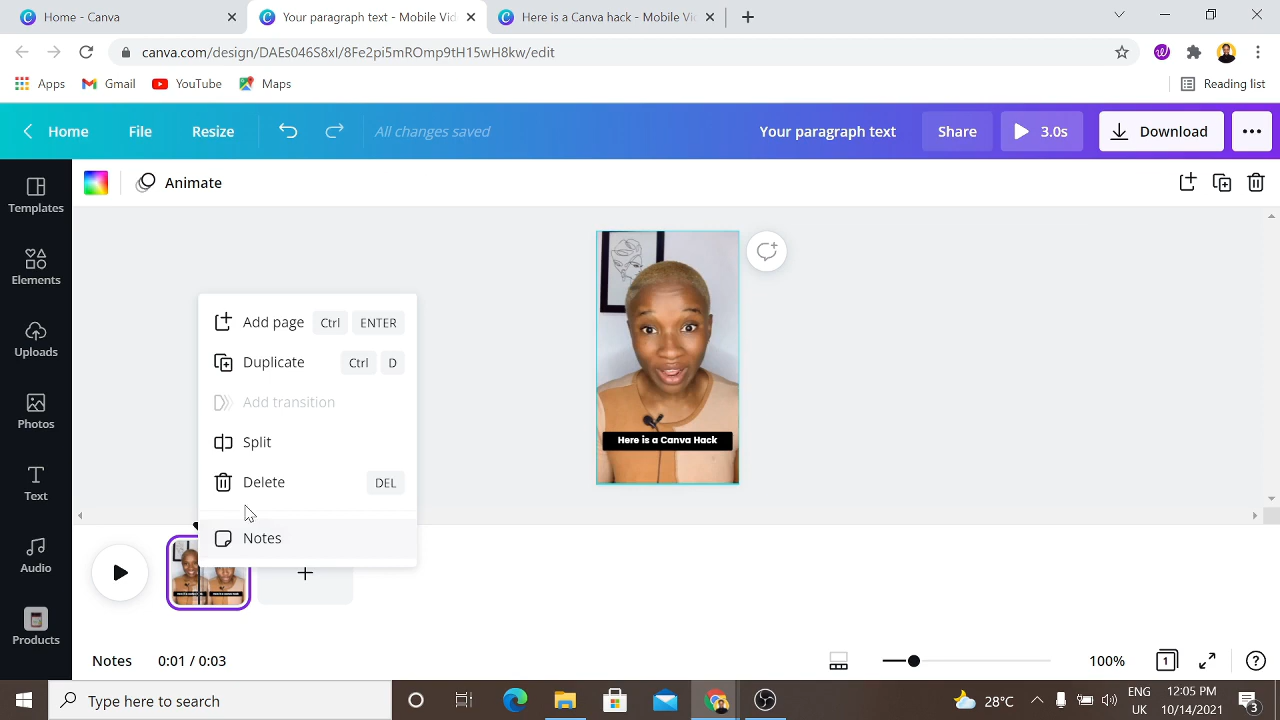 Home - Canva
Your paragraph text - Mobile Vid
Here is a Canva hack - Mobile Vi
canva.com/design/DAEs046S8xI/8Fe2pi5mROmp9tH15wH8kw/edit
Apps
Gmail
YouTube
Maps
Reading list
Home
File
Resize
All changes saved
Your paragraph text
Share
3.0s
Download
Templates
Animate
Elements
Uploads
Photos
Text
Audio
Products
Add page Ctrl ENTER
Duplicate Ctrl D
Add transition
Split
Delete DEL
Notes
Here is a Canva Hack
Notes
0:01 / 0:03
100%
1
Type here to search
28°C
ENG
UK
12:05 PM
10/14/2021
3